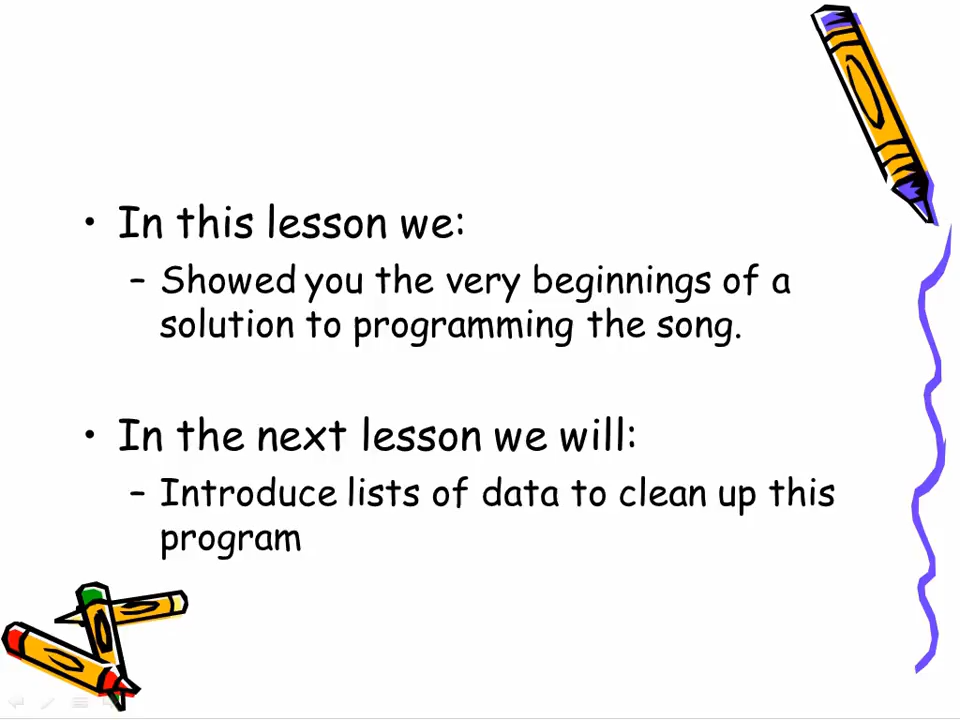 • In this lesson we:
– Showed you the very beginnings of a
solution to programming the song.
• In the next lesson we will:
– Introduce lists of data to clean up this
program